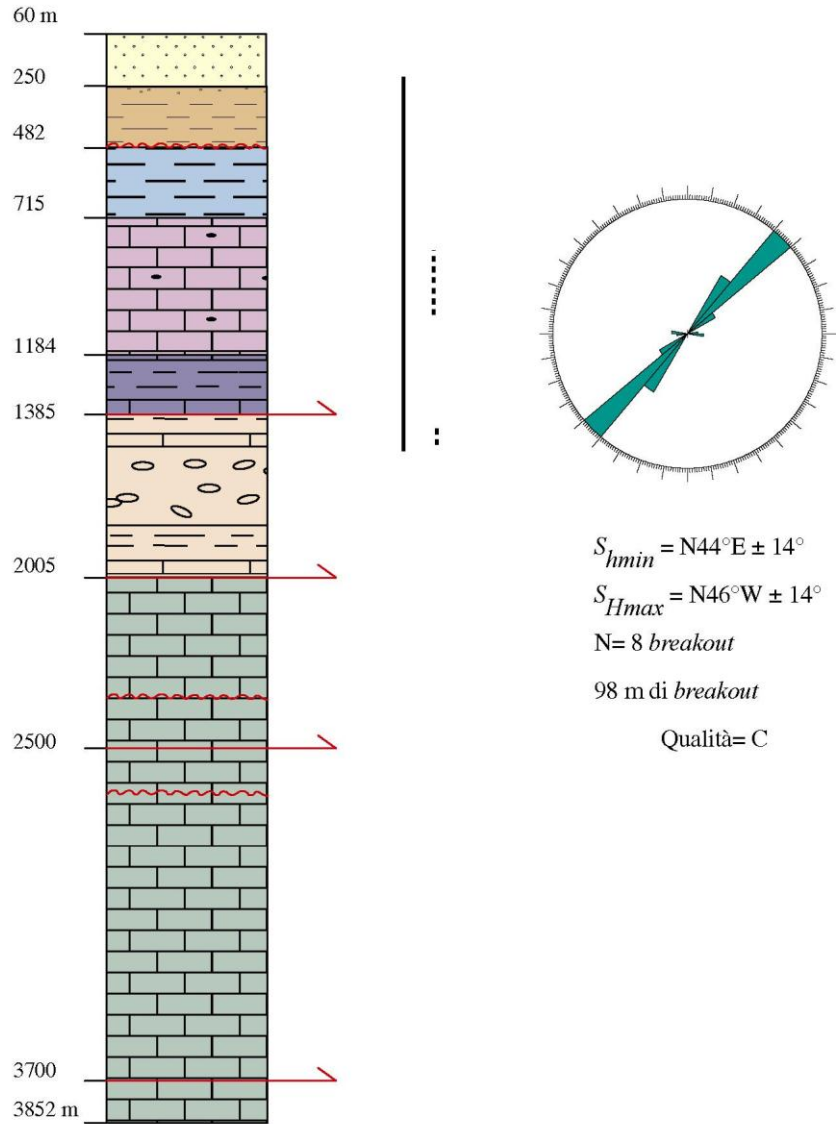 60 m
250
482
715
1184
1385
2005
2500
3700
3852 m
S_hmin = N44°E ± 14°
S_Hmax = N46°W ± 14°
N= 8 breakout
98 m di breakout
Qualità= C